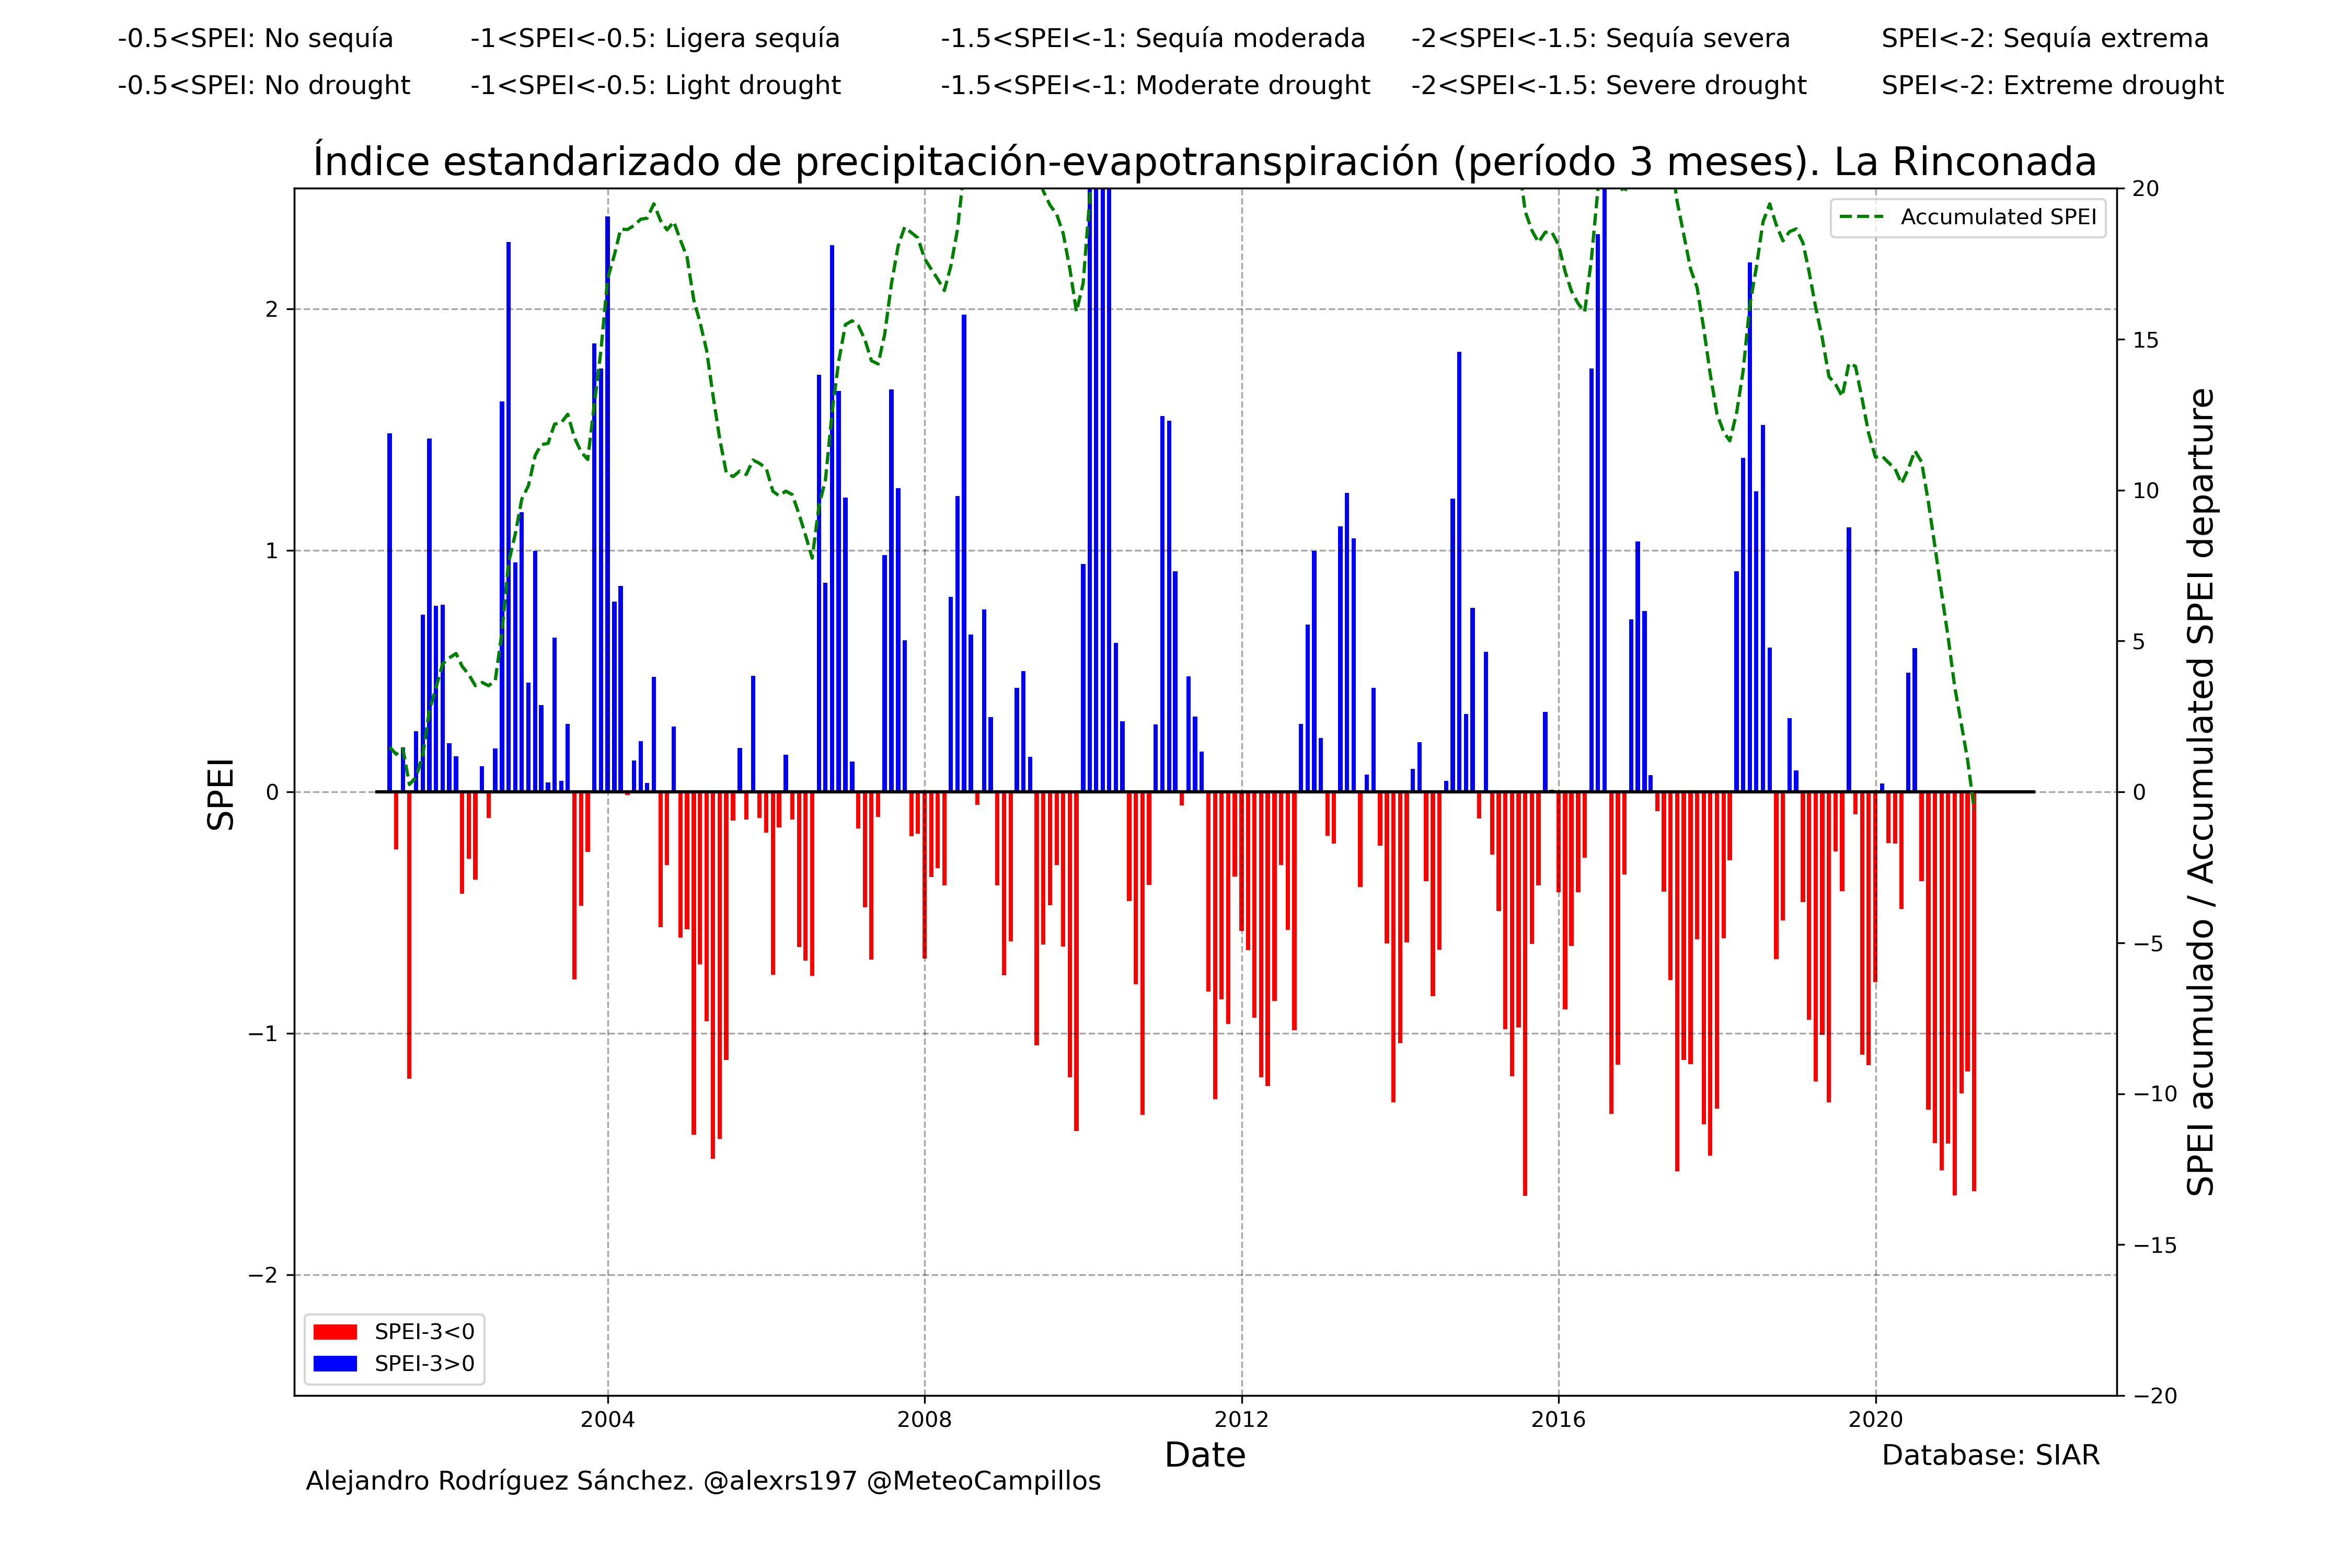 -0.5<SPEI: No sequía -1<SPEI<-0.5: Ligera sequía -1.5<SPEI<-1: Sequía moderada -2<SPEI<-1.5: Sequía severa SPEI<-2: Sequía extrema
-0.5<SPEI: No drought -1<SPEI<-0.5: Light drought -1.5<SPEI<-1: Moderate drought -2<SPEI<-1.5: Severe drought SPEI<-2: Extreme drought
Índice estandarizado de precipitación-evapotranspiración (período 3 meses). La Rinconada
Accumulated SPEI
SPEI
2
1
0
−1
−2
20
15
10
5
0
−5
−10
−15
−20
SPEI acumulado / Accumulated SPEI departure
SPEI-3<0
SPEI-3>0
2004 2008 2012 2016 2020
Date
Database: SIAR
Alejandro Rodríguez Sánchez. @alexrs197 @MeteoCampillos